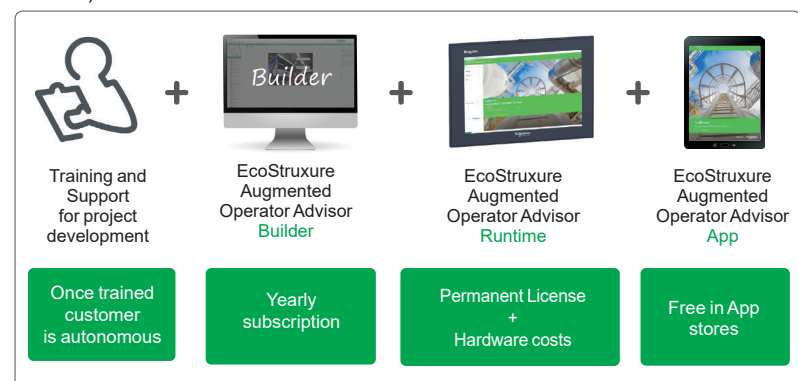 +
Builder
+
+
Training and
Support
for project
development
EcoStruxure
Augmented
Operator Advisor
Builder
EcoStruxure
Augmented
Operator Advisor
Runtime
EcoStruxure
Augmented
Operator Advisor
App
Once trained
customer
is autonomous
Yearly
subscription
Permanent License
+
Hardware costs
Free in App
stores